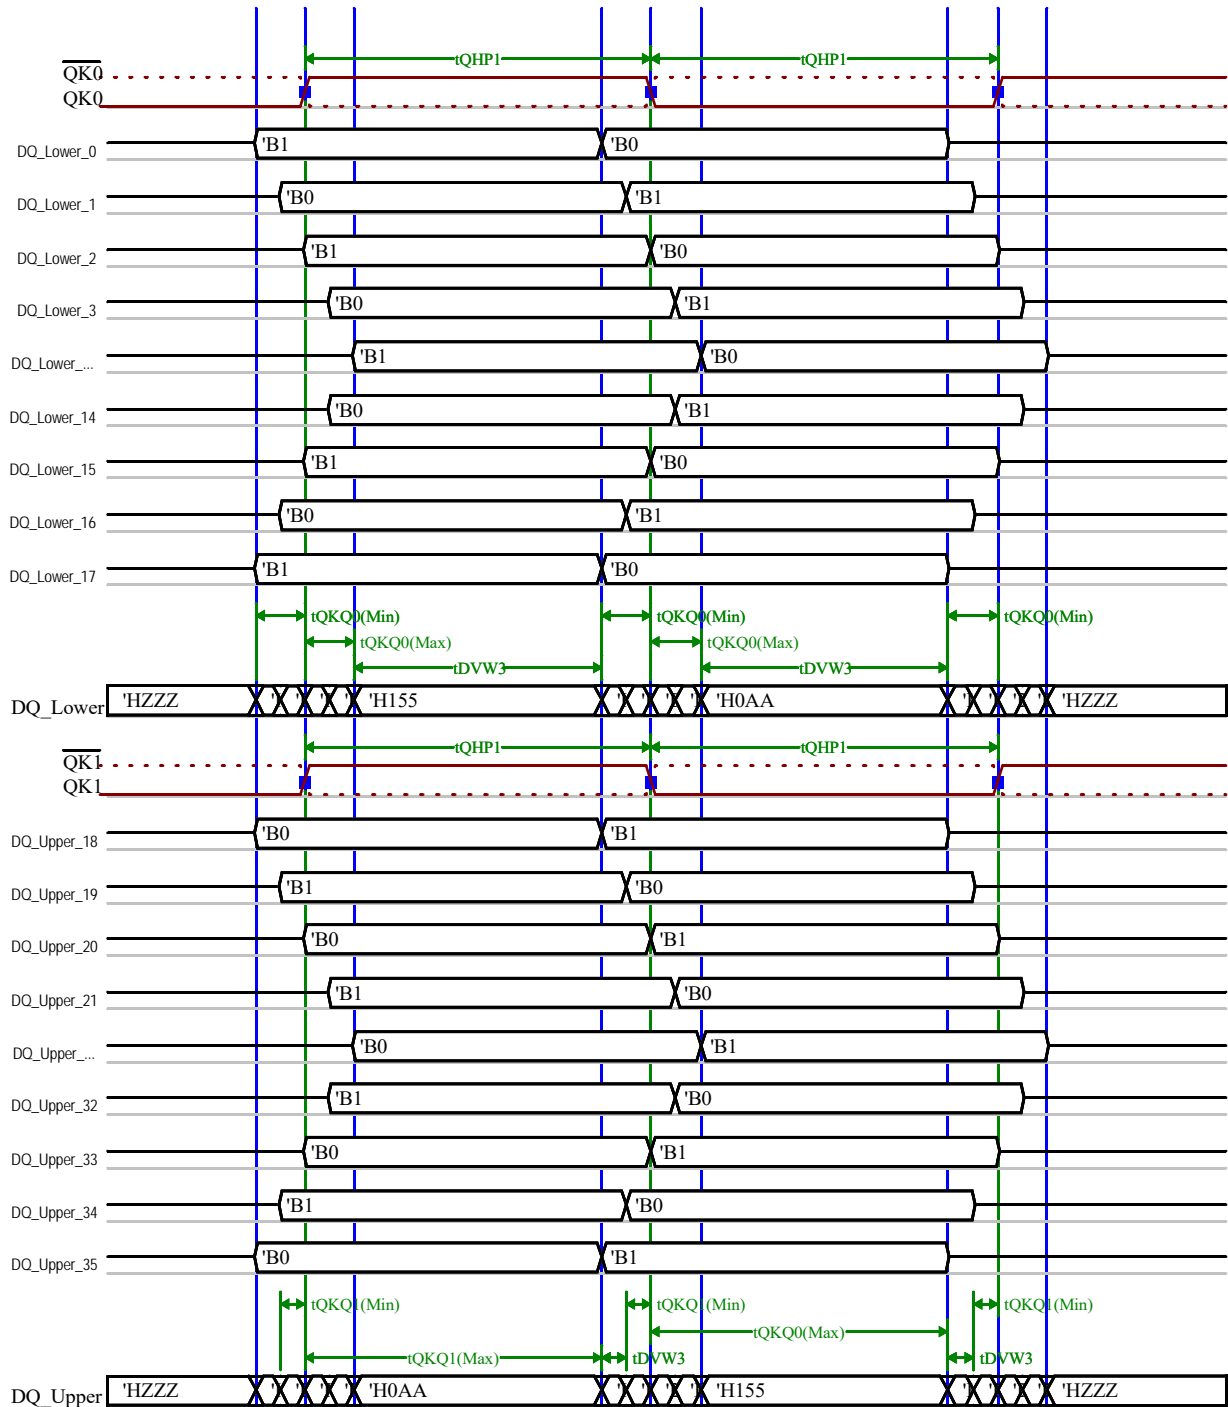 tQHP1 tQHP1
QK0
QK0
DQ_Lower_0 'B1 'B0
DQ_Lower_1 'B0 'B1
DQ_Lower_2 'B1 'B0
DQ_Lower_3 'B0 'B1
DQ_Lower_... 'B1 'B0
DQ_Lower_14 'B0 'B1
DQ_Lower_15 'B1 'B0
DQ_Lower_16 'B0 'B1
DQ_Lower_17 'B1 'B0
tQKQ0(Min) tQKQ0(Min) tQKQ0(Min)
tQKQ0(Max) tQKQ0(Max)
tDVW3 tDVW3
DQ_Lower 'HZZZ 'H155 'H0AA 'HZZZ
tQHP1 tQHP1
QK1
QK1
DQ_Upper_18 'B0 'B1
DQ_Upper_19 'B1 'B0
DQ_Upper_20 'B0 'B1
DQ_Upper_21 'B1 'B0
DQ_Upper_... 'B0 'B1
DQ_Upper_32 'B1 'B0
DQ_Upper_33 'B0 'B1
DQ_Upper_34 'B1 'B0
DQ_Upper_35 'B0 'B1
tQKQ1(Min) tQKQ1(Min) tQKQ1(Min)
tQKQ0(Max)
tQKQ1(Max) tDVW3 tDVW3
DQ_Upper 'HZZZ 'H0AA 'H155 'HZZZ